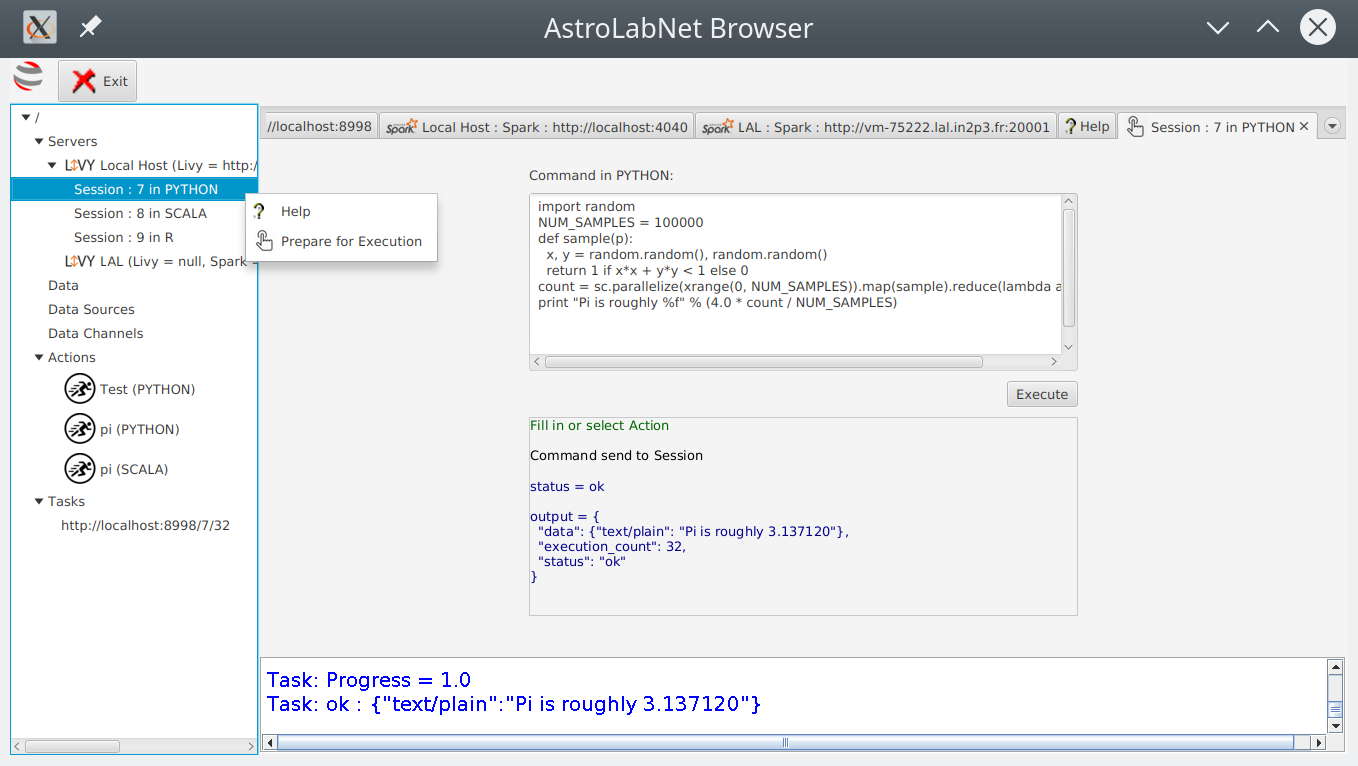 AstroLabNet Browser
Exit
/
Servers
LIVY Local Host (Livy = http:/
Session : 7 in PYTHON
Session : 8 in SCALA
Session : 9 in R
LIVY LAL (Livy = null, Spark =
Data
Data Sources
Data Channels
Actions
Test (PYTHON)
pi (PYTHON)
pi (SCALA)
Tasks
http://localhost:8998/7/32
Help
Prepare for Execution
//localhost:8998
Spark Local Host : Spark : http://localhost:4040
Spark LAL : Spark : http://vm-75222.lal.in2p3.fr:20001
Help
Session : 7 in PYTHON
Command in PYTHON:
import random
NUM_SAMPLES = 100000
def sample(p):
x, y = random.random(), random.random()
return 1 if x*x + y*y < 1 else 0
count = sc.parallelize(xrange(0, NUM_SAMPLES)).map(sample).reduce(lambda a
print "Pi is roughly %f" % (4.0 * count / NUM_SAMPLES)
Execute
Fill in or select Action
Command send to Session
status = ok
output = {
"data": {"text/plain": "Pi is roughly 3.137120"},
"execution_count": 32,
"status": "ok"
}
Task: Progress = 1.0
Task: ok : {"text/plain":"Pi is roughly 3.137120"}